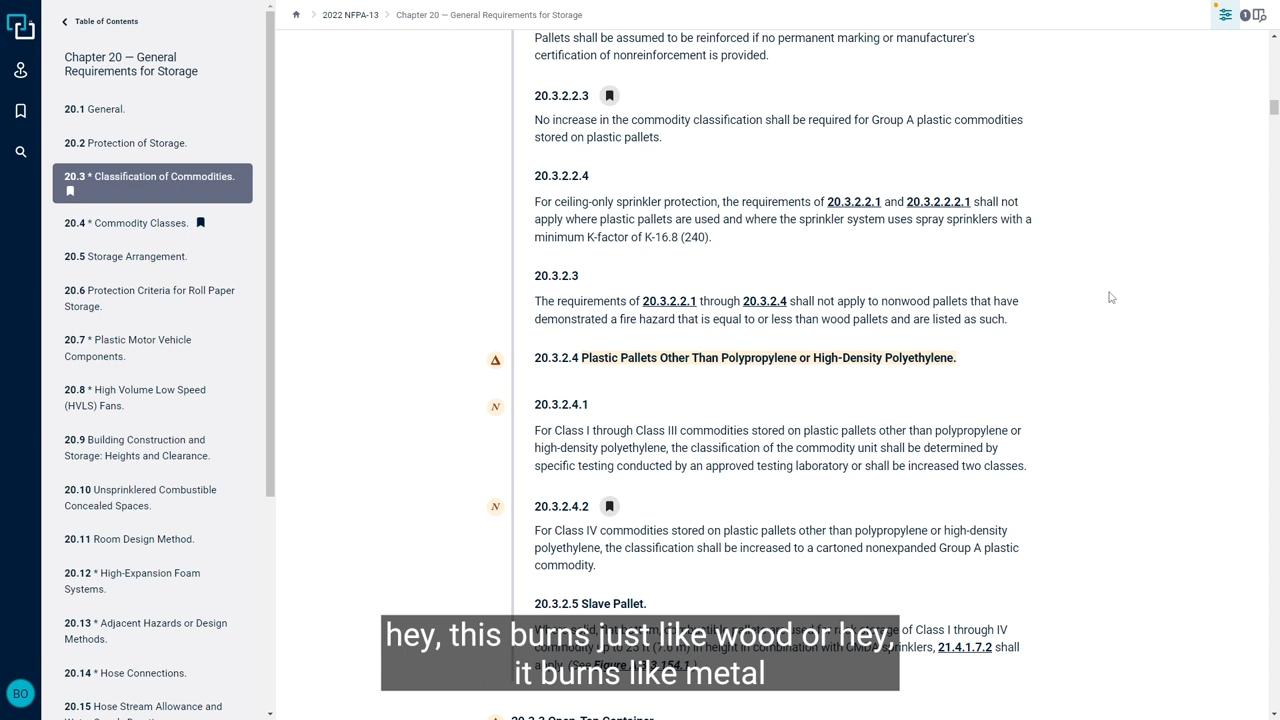 Table of Contents
Chapter 20 — General
Requirements for Storage
20.1 General.
20.2 Protection of Storage.
20.3 * Classification of Commodities.
20.4 * Commodity Classes.
20.5 Storage Arrangement.
20.6 Protection Criteria for Roll Paper
Storage.
20.7 * Plastic Motor Vehicle
Components.
20.8 * High Volume Low Speed
(HVLS) Fans.
20.9 Building Construction and
Storage: Heights and Clearance.
20.10 Unsprinklered Combustible
Concealed Spaces.
20.11 Room Design Method.
20.12 * High-Expansion Foam
Systems.
20.13 * Adjacent Hazards or Design
Methods.
20.14 * Hose Connections.
20.15 Hose Stream Allowance and
BO
2022 NFPA-13 Chapter 20 — General Requirements for Storage
1
Pallets shall be assumed to be reinforced if no permanent marking or manufacturer's
certification of nonreinforcement is provided.
20.3.2.2.3
No increase in the commodity classification shall be required for Group A plastic commodities
stored on plastic pallets.
20.3.2.2.4
For ceiling-only sprinkler protection, the requirements of 20.3.2.2.1 and 20.3.2.2.2.1 shall not
apply where plastic pallets are used and where the sprinkler system uses spray sprinklers with a
minimum K-factor of K-16.8 (240).
20.3.2.3
The requirements of 20.3.2.2.1 through 20.3.2.4 shall not apply to nonwood pallets that have
demonstrated a fire hazard that is equal to or less than wood pallets and are listed as such.
Δ
20.3.2.4 Plastic Pallets Other Than Polypropylene or High-Density Polyethylene.
N
20.3.2.4.1
For Class I through Class III commodities stored on plastic pallets other than polypropylene or
high-density polyethylene, the classification of the commodity unit shall be determined by
specific testing conducted by an approved testing laboratory or shall be increased two classes.
N
20.3.2.4.2
For Class IV commodities stored on plastic pallets other than polypropylene or high-density
polyethylene, the classification shall be increased to a cartoned nonexpanded Group A plastic
commodity.
20.3.2.5 Slave Pallet.
of Class I through IV
sprinklers, 21.4.1.7.2 shall
hey, this burns just like wood or hey,
it burns like metal
20.3.3 Open-Top Container.